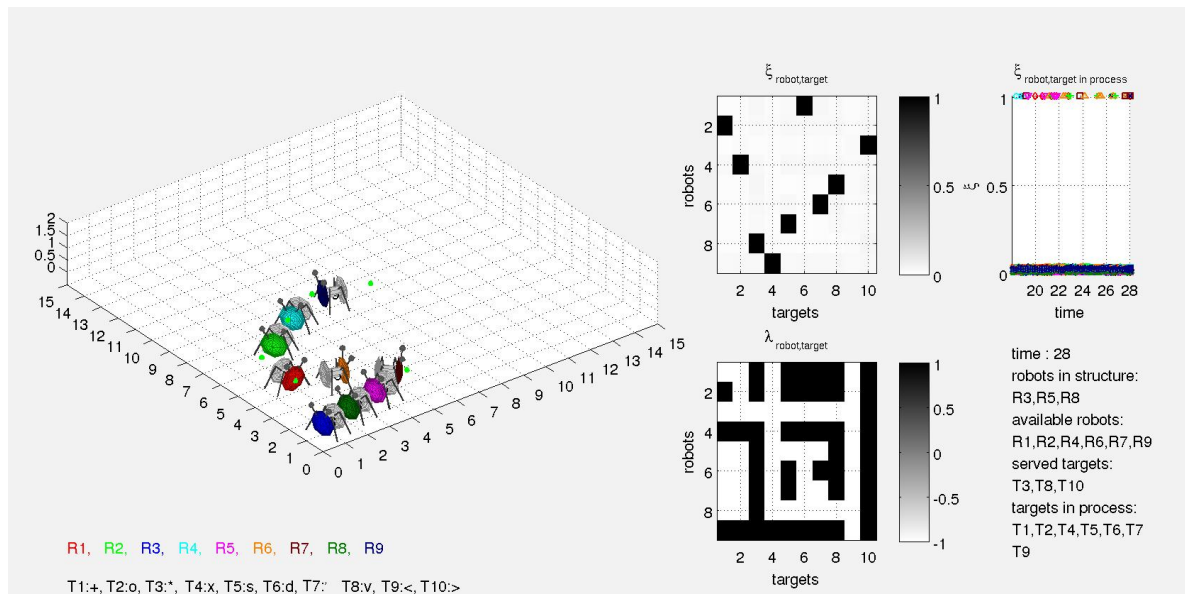 ξ robot,target
ξ robot,target in process
2
1.5
1
0.5
0
15
14
13
12
11
10
9
8
7
6
5
4
3
2
1
0
0
1
2
3
4
5
6
7
8
9
10
11
12
13
14
15
robots
2
4
6
8
2 4 6 8 10
targets
1
0.5
0
ξ
1
0.5
0
20 22 24 26 28
time
λ robot,target
robots
2
4
6
8
2 4 6 8 10
targets
1
0.5
0
-0.5
-1
time : 28
robots in structure:
R3,R5,R8
available robots:
R1,R2,R4,R6,R7,R9
served targets:
T3,T8,T10
targets in process:
T1,T2,T4,T5,T6,T7
T9
R1, R2, R3, R4, R5, R6, R7, R8, R9
T1:+, T2:o, T3:*, T4:x, T5:s, T6:d, T7: T8:v, T9:<, T10:>